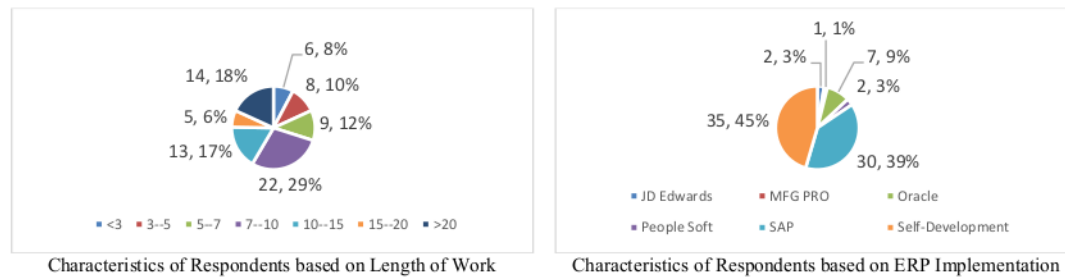 6, 8%
8, 10%
9, 12%
22, 29%
13, 17%
5, 6%
14, 18%
<3 3--5 5--7 7--10 10--15 15--20 >20
Characteristics of Respondents based on Length of Work
1, 1%
2, 3%
7, 9%
2, 3%
35, 45%
30, 39%
JD Edwards MFG PRO Oracle
People Soft SAP Self-Development
Characteristics of Respondents based on ERP Implementation